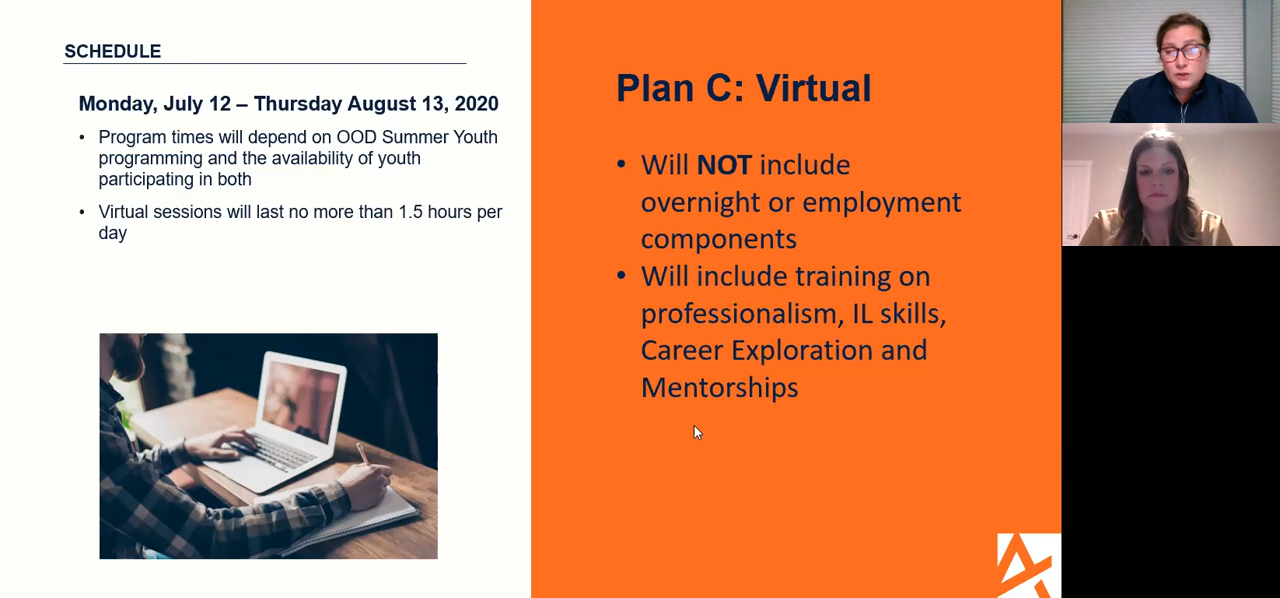 SCHEDULE
Monday, July 12 – Thursday August 13, 2020
• Program times will depend on OOD Summer Youth
programming and the availability of youth
participating in both
• Virtual sessions will last no more than 1.5 hours per
day
Plan C: Virtual
• Will NOT include
overnight or employment
components
• Will include training on
professionalism, IL skills,
Career Exploration and
Mentorships